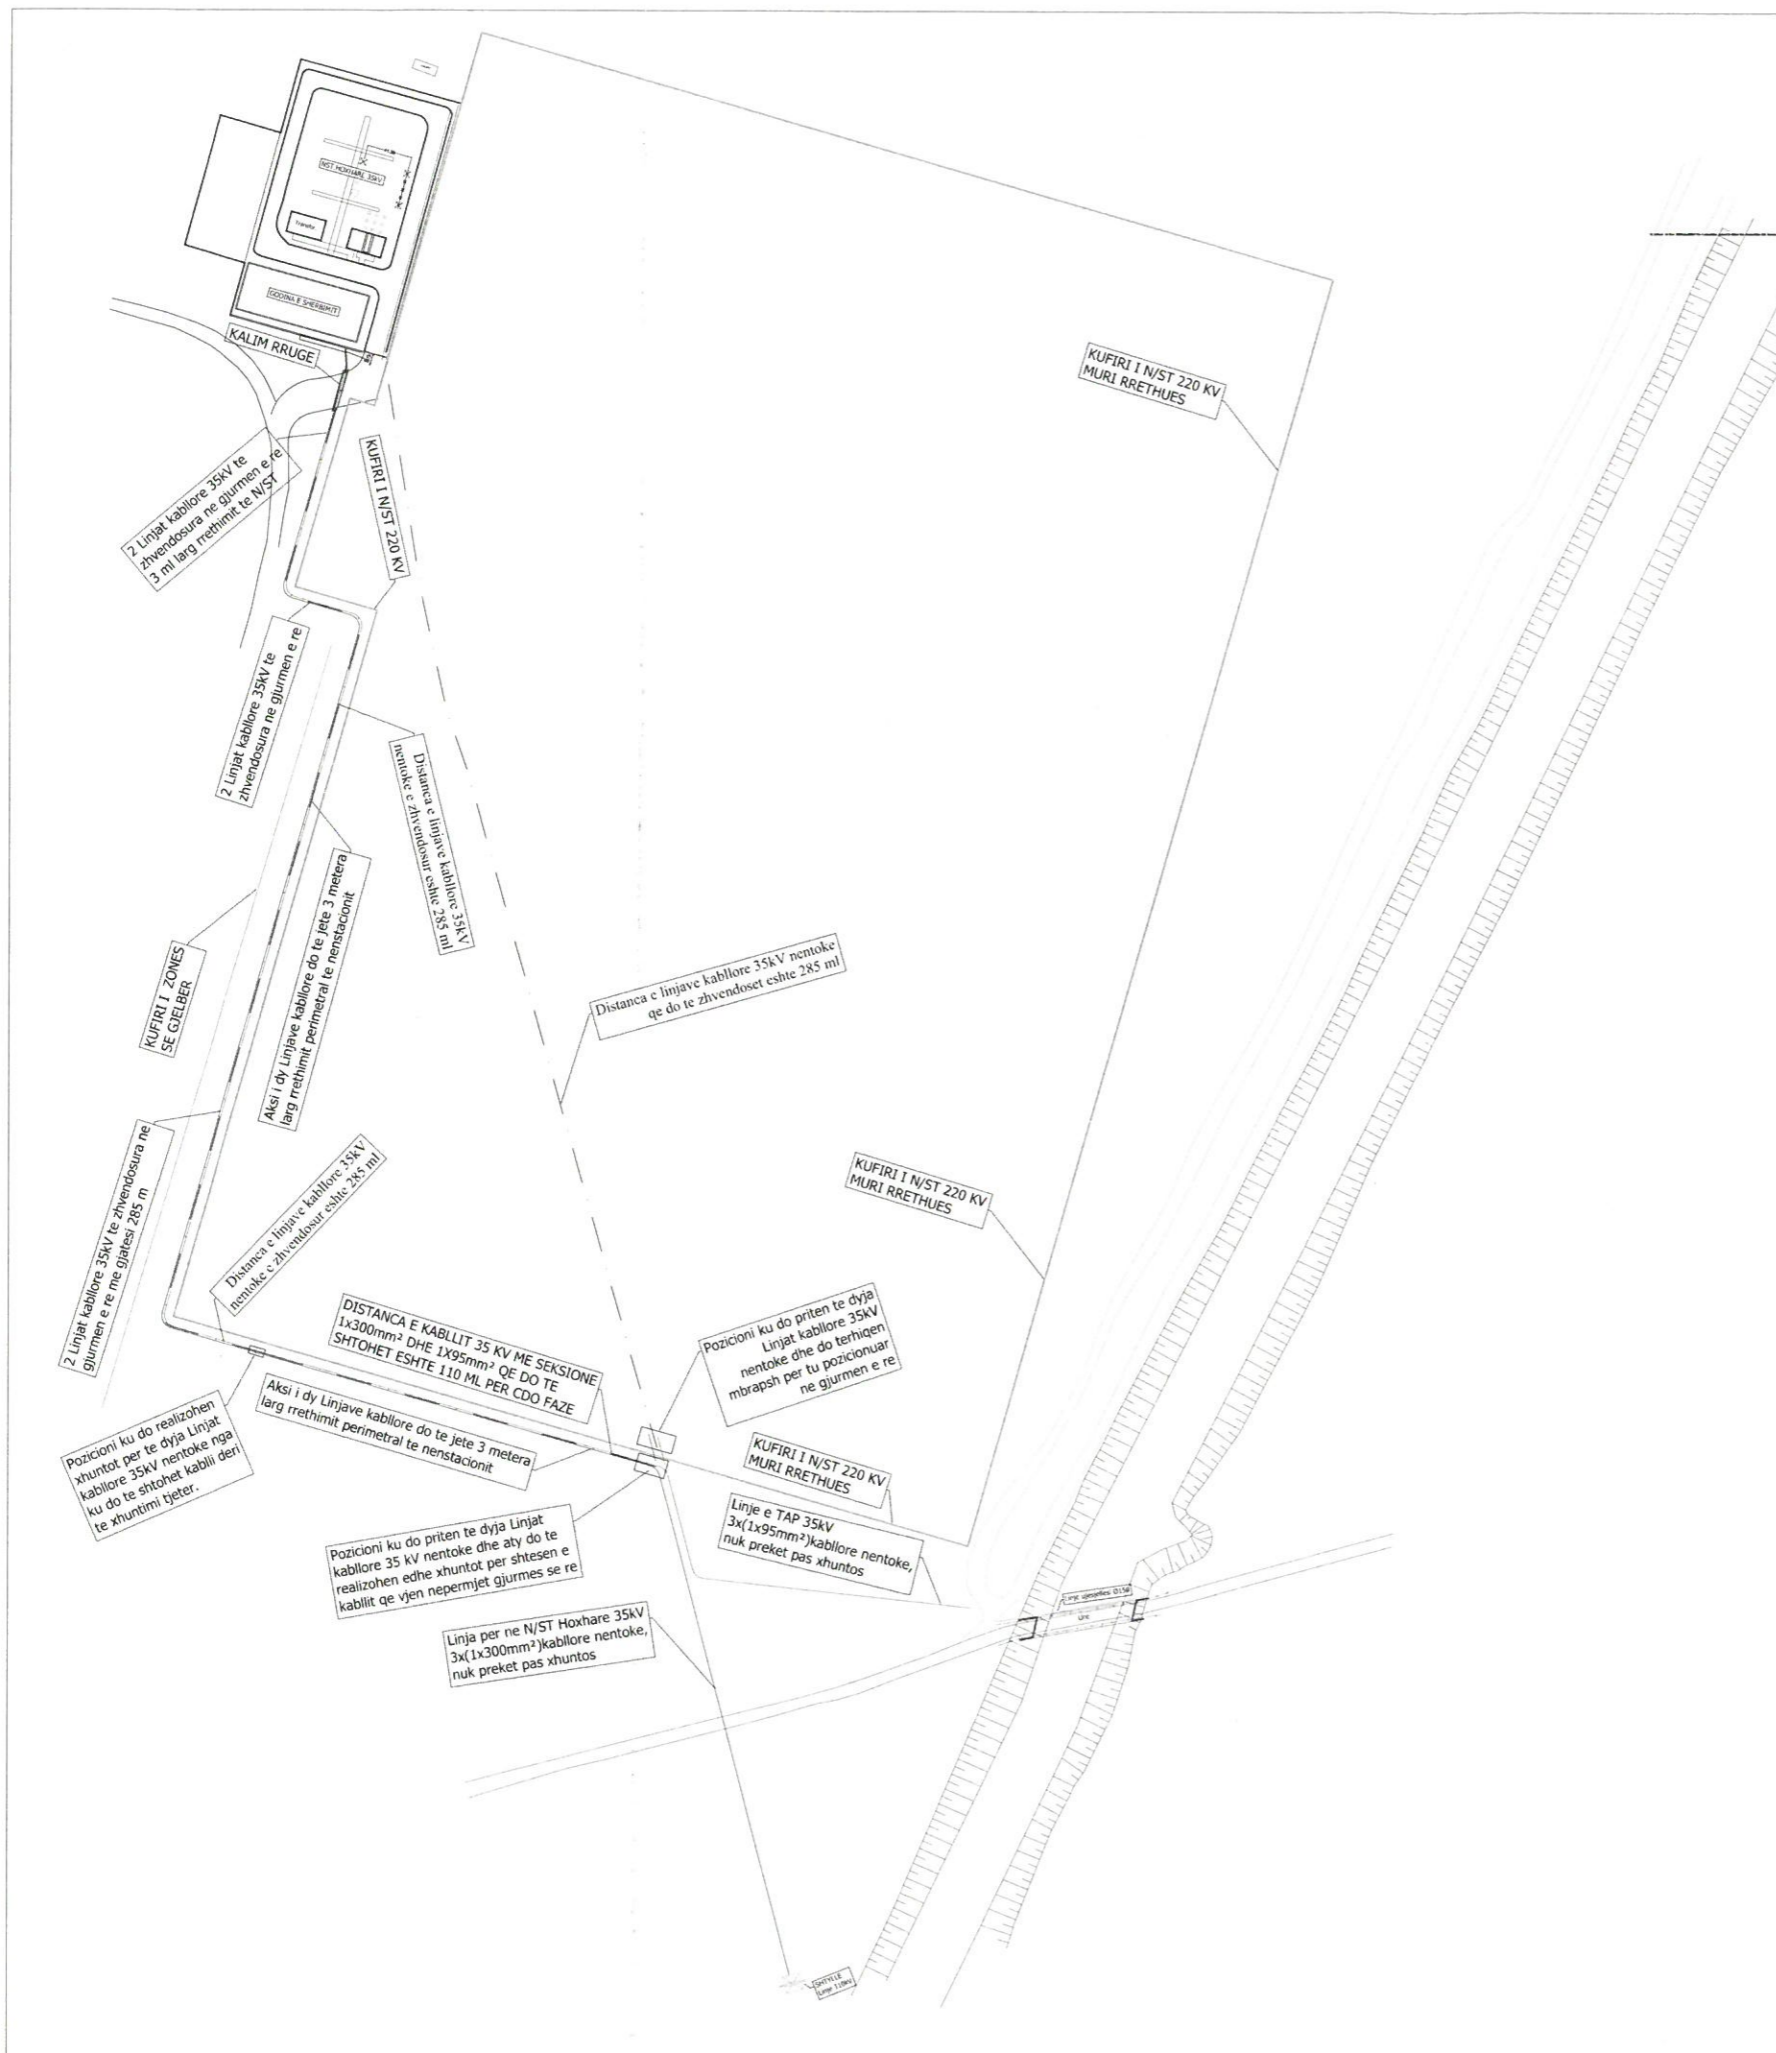 NST HOXHARE 35kV
Transfo
GODINA E SHERBIMIT
KALIM RRUGE
KUFIRI I N/ST 220 KV
MURI RRETHUES
2 Linjat kabllore 35kV te
zhvendosura ne gjurmen e re
3 ml larg rrethimit te N/ST
KUFIRI I N/ST 220 KV
2 Linjat kabllore 35kV te
zhvendosura ne gjurmen e re
Distanca e linjave kabllore 35kV
nentoke e zhvendosur eshte 285 ml
Aksi i dy Linjave kabllore do te jete 3 metera
larg rrethimit perimetral te nenstacionit
KUFIRI I ZONES
SE GJELBER
Distanca e linjave kabllore 35kV nentoke
qe do te zhvendoset eshte 285 ml
2 Linjat kabllore 35kV te zhvendosura ne
gjurmen e re me gjatesi 285 m
Distanca e linjave kabllore 35kV
nentoke e zhvendosur eshte 285 ml
KUFIRI I N/ST 220 KV
MURI RRETHUES
DISTANCA E KABLLIT 35 KV ME SEKSIONE
1x300mm² DHE 1X95mm² QE DO TE
SHTOHET ESHTE 110 ML PER CDO FAZE
Pozicioni ku do priten te dyja
Linjat kabllore 35kV
nentoke dhe do terhiqen
mbrapsh per tu pozicionuar
ne gjurmen e re
Aksi i dy Linjave kabllore do te jete 3 metera
larg rrethimit perimetral te nenstacionit
Pozicioni ku do realizohen
xhuntot per te dyja Linjat
kabllore 35kV nentoke nga
ku do te shtohet kablli deri
te xhuntimi tjeter.
KUFIRI I N/ST 220 KV
MURI RRETHUES
Linje e TAP 35kV
3x(1x95mm²)kabllore nentoke,
nuk preket pas xhuntos
Pozicioni ku do priten te dyja Linjat
kabllore 35 kV nentoke dhe aty do te
realizohen edhe xhuntot per shtesen e
kabllit qe vjen nepermjet gjurmes se re
Linja per ne N/ST Hoxhare 35kV
3x(1x300mm²)kabllore nentoke,
nuk preket pas xhuntos
Ure
SHTYLLE
Linje 110kV